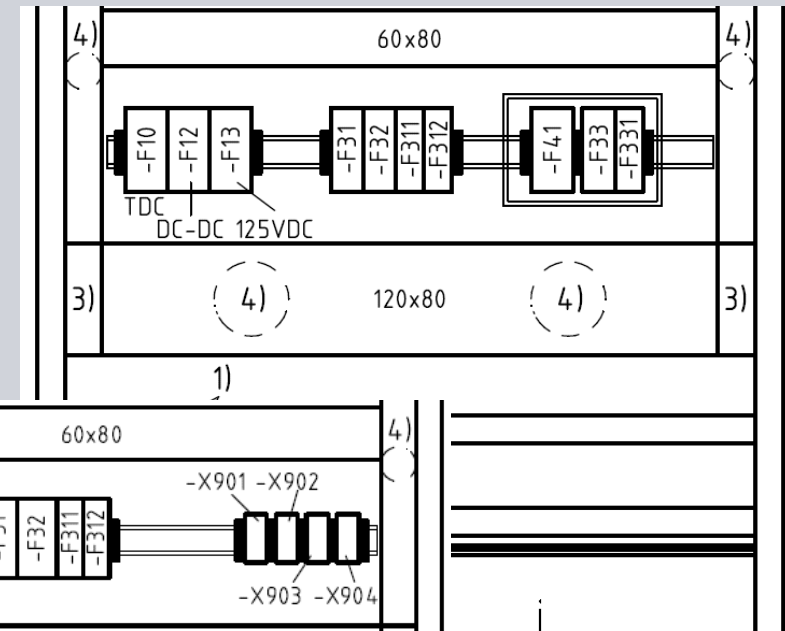 4) 60x80 4)
-F10 -F12 -F13 -F31 -F32 -F311 -F312 -F41 -F33 -F331
TDC
DC-DC 125VDC
3) 4) 120x80 4) 3)
1)
60x80 4)
-X901 -X902
-F32 -F311 -F312
-X903 -X904